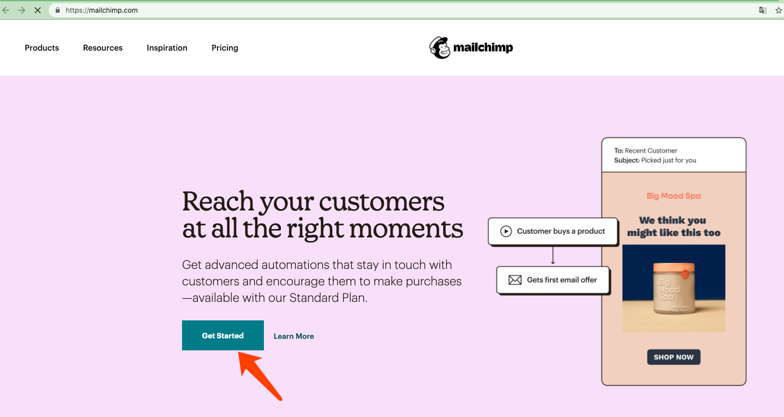 https://mailchimp.com
Products
Resources
Inspiration
Pricing
mailchimp
Reach your customers
at all the right moments
Get advanced automations that stay in touch with
customers and encourage them to make purchases
—available with our Standard Plan.
Get Started
Learn More
Customer buys a product
Gets first email offer
To: Recent Customer
Subject: Picked just for you
Big Mood Spa
We think you
might like this too
Big
Mood
Spa
SHOP NOW